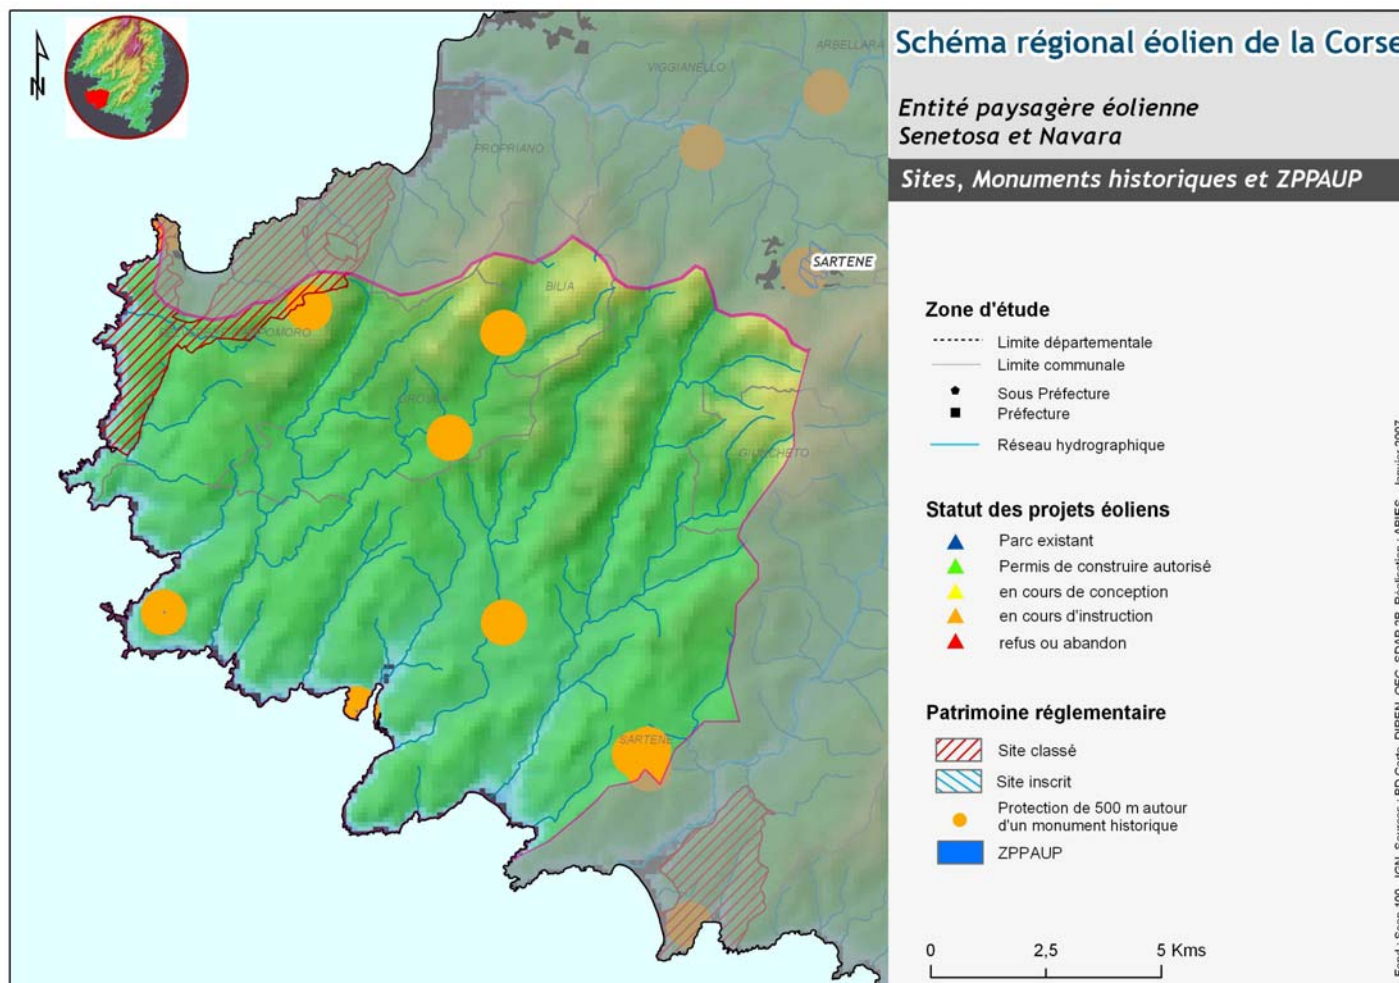 N
Schéma régional éolien de la Corse
Entité paysagère éolienne
Senetosa et Navara
Sites, Monuments historiques et ZPPAUP
ARBELLARA
VIGGIANELLO
PROPRIANO
SARTENE
BILIA
GIUNCHETO
SARTENE
Zone d'étude
Limite départementale
Limite communale
Sous Préfecture
Préfecture
Réseau hydrographique
Statut des projets éoliens
Parc existant
Permis de construire autorisé
en cours de conception
en cours d'instruction
refus ou abandon
Patrimoine réglementaire
Site classé
Site inscrit
Protection de 500 m autour
d'un monument historique
ZPPAUP
0 2,5 5 Kms